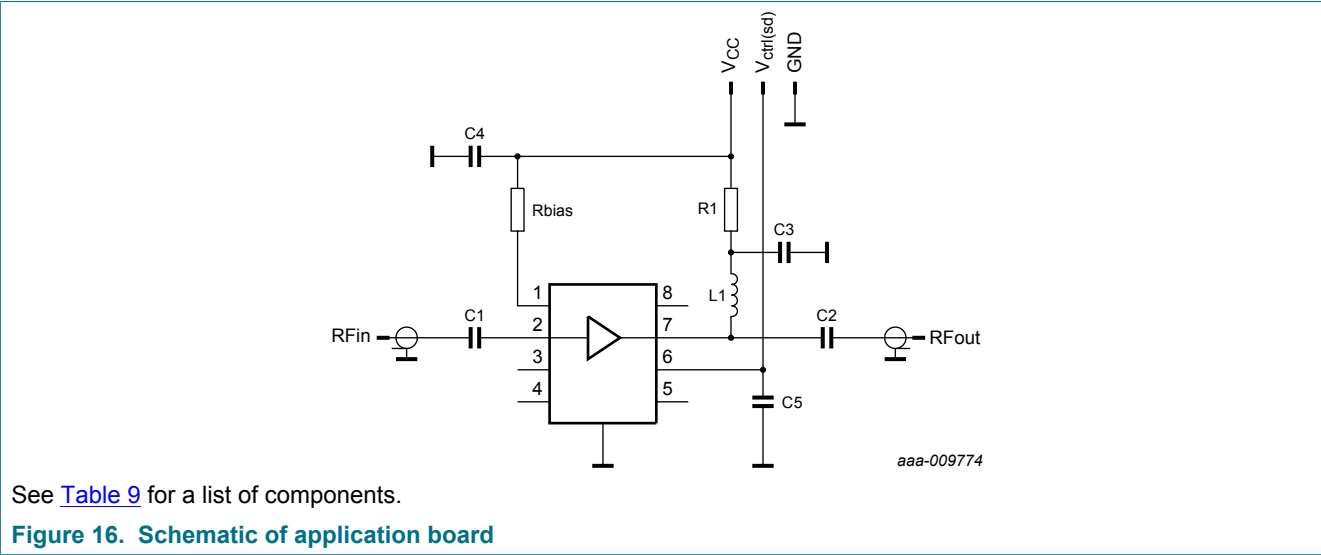 VCC
Vctrl(sd)
GND
C4
Rbias
R1
C3
L1
1
8
RFin
C1
2
7
C2
RFout
3
6
4
5
C5
aaa-009774
See Table 9 for a list of components.
Figure 16. Schematic of application board